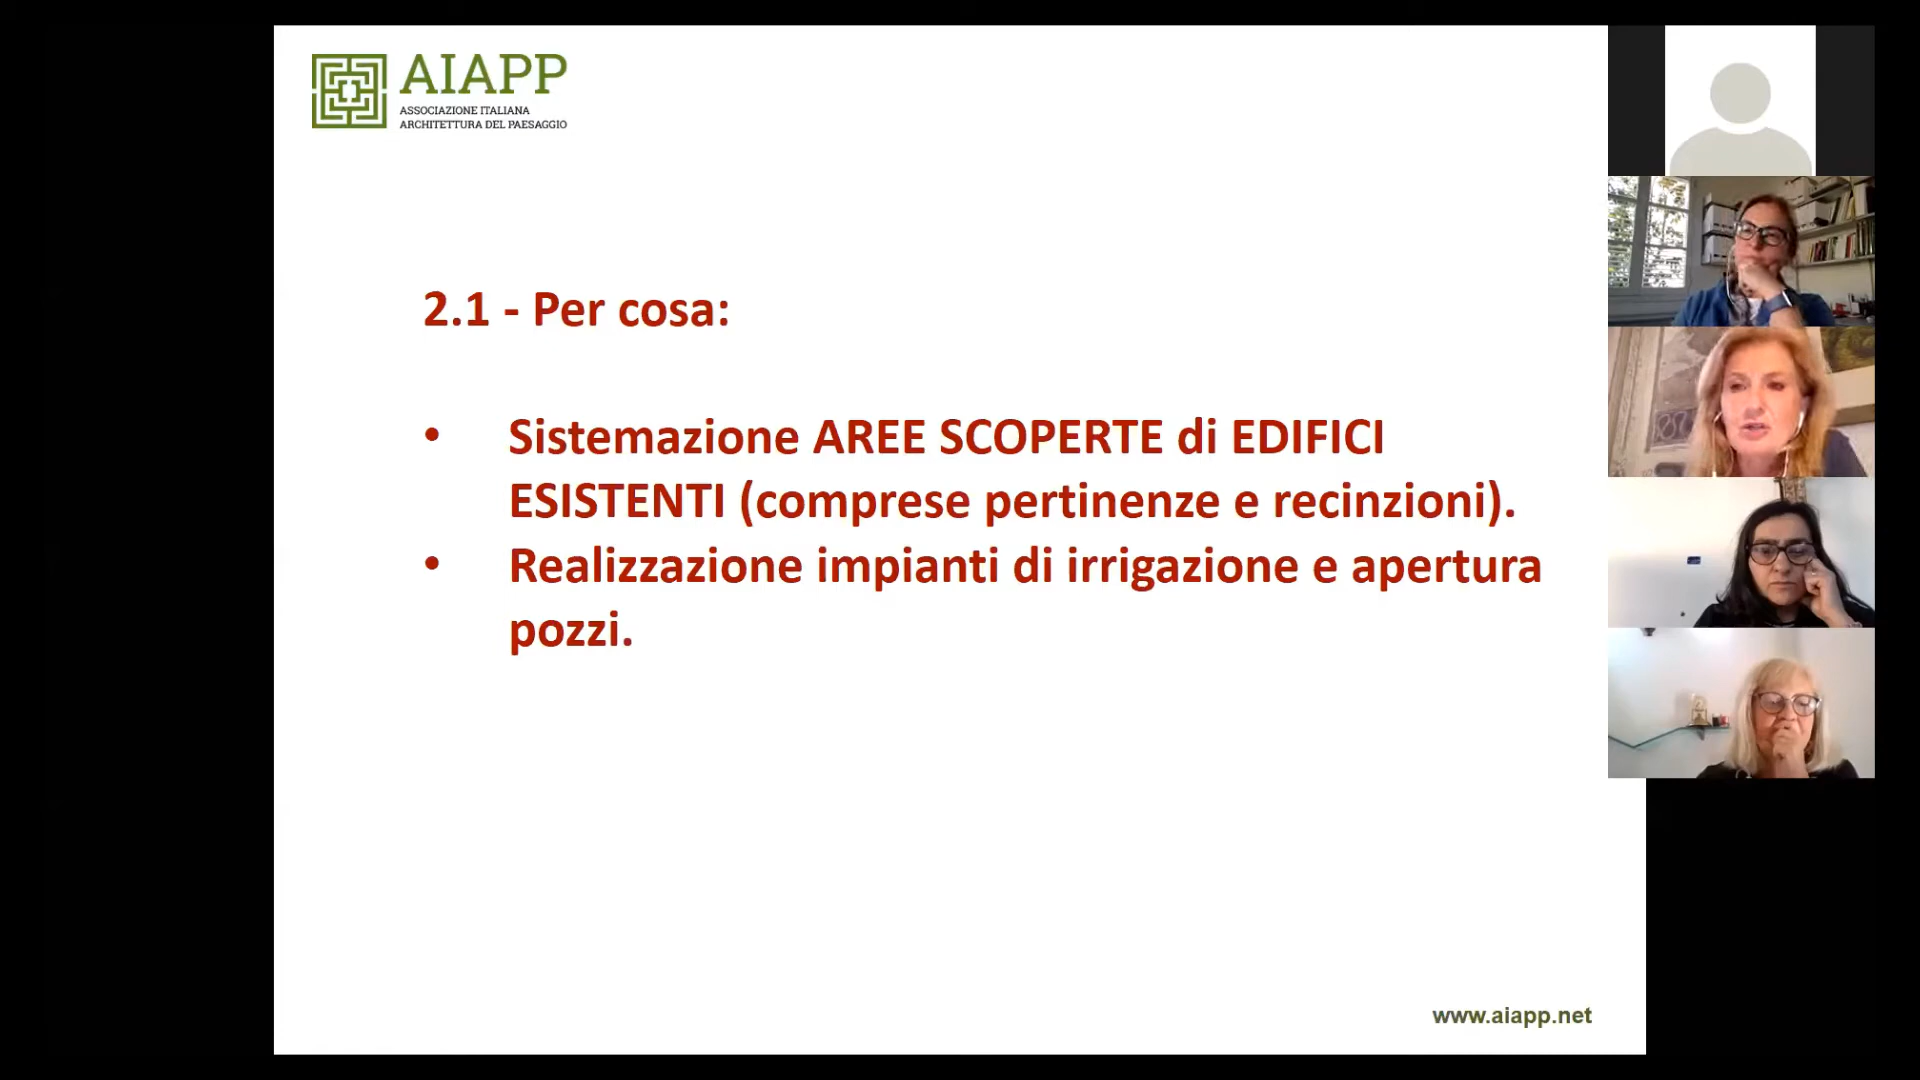 AIAPP
ASSOCIAZIONE ITALIANA
ARCHITETTURA DEL PAESAGGIO
2.1 - Per cosa:
• Sistemazione AREE SCOPERTE di EDIFICI
ESISTENTI (comprese pertinenze e recinzioni).
• Realizzazione impianti di irrigazione e apertura
pozzi.
www.aiapp.net